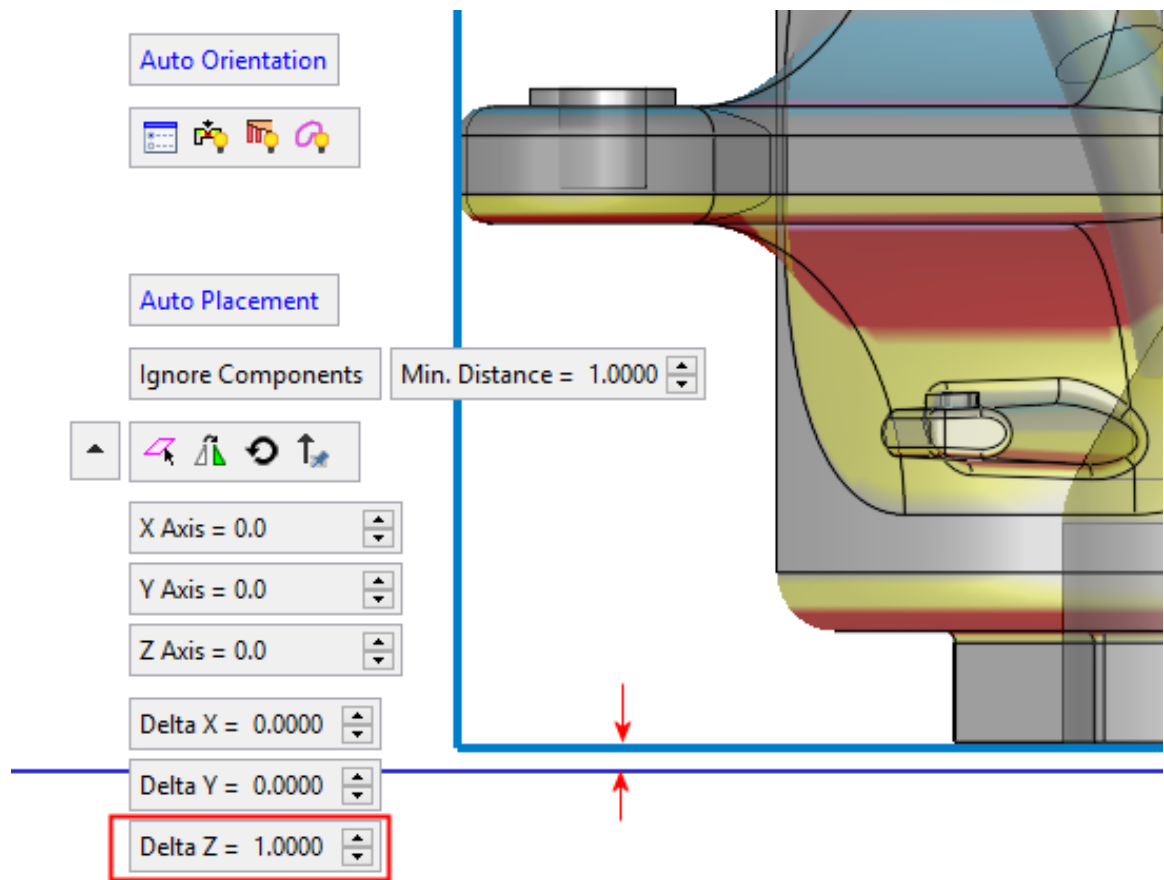 Auto Orientation
Auto Placement
Ignore Components Min. Distance = 1.0000
X Axis = 0.0
Y Axis = 0.0
Z Axis = 0.0
Delta X = 0.0000
Delta Y = 0.0000
Delta Z = 1.0000